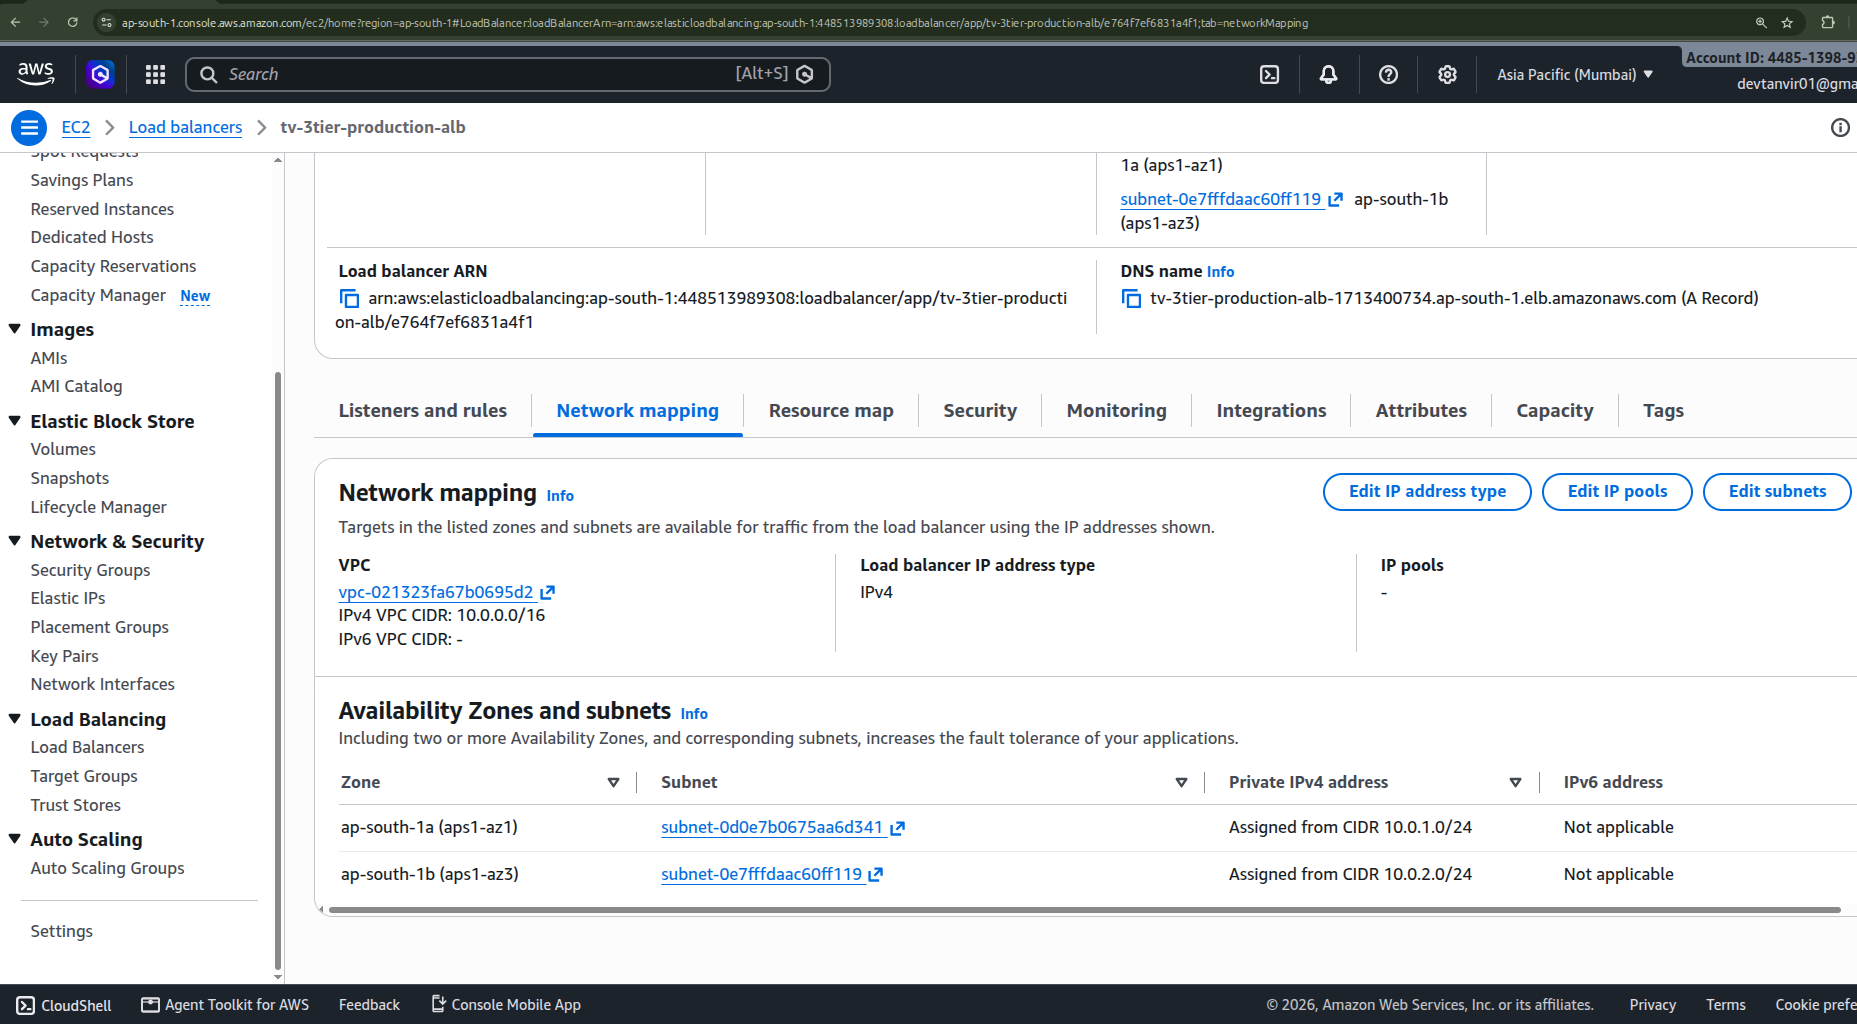 ap-south-1.console.aws.amazon.com/ec2/home?region=ap-south-1#LoadBalancer:loadBalancerArn=arn:aws:elasticloadbalancing:ap-south-1:448513989308:loadbalancer/app/tv-3tier-production-alb/e764f7ef6831a4f1;tab=networkMapping
aws
Search [Alt+S]
Asia Pacific (Mumbai)
Account ID: 4485-1398-9
devtanvir01@gma
EC2 Load balancers tv-3tier-production-alb
Spot Requests
Savings Plans
Reserved Instances
Dedicated Hosts
Capacity Reservations
Capacity Manager New
Images
AMIs
AMI Catalog
Elastic Block Store
Volumes
Snapshots
Lifecycle Manager
Network & Security
Security Groups
Elastic IPs
Placement Groups
Key Pairs
Network Interfaces
Load Balancing
Load Balancers
Target Groups
Trust Stores
Auto Scaling
Auto Scaling Groups
Settings
1a (aps1-az1)
subnet-0e7fffdaac60ff119 ap-south-1b
(aps1-az3)
Load balancer ARN
arn:aws:elasticloadbalancing:ap-south-1:448513989308:loadbalancer/app/tv-3tier-producti
on-alb/e764f7ef6831a4f1
DNS name Info
tv-3tier-production-alb-1713400734.ap-south-1.elb.amazonaws.com (A Record)
Listeners and rules Network mapping Resource map Security Monitoring Integrations Attributes Capacity Tags
Network mapping Info
Edit IP address type Edit IP pools Edit subnets
Targets in the listed zones and subnets are available for traffic from the load balancer using the IP addresses shown.
VPC
vpc-021323fa67b0695d2
IPv4 VPC CIDR: 10.0.0.0/16
IPv6 VPC CIDR: -
Load balancer IP address type
IPv4
IP pools
-
Availability Zones and subnets Info
Including two or more Availability Zones, and corresponding subnets, increases the fault tolerance of your applications.
Zone Subnet Private IPv4 address IPv6 address
ap-south-1a (aps1-az1) subnet-0d0e7b0675aa6d341 Assigned from CIDR 10.0.1.0/24 Not applicable
ap-south-1b (aps1-az3) subnet-0e7fffdaac60ff119 Assigned from CIDR 10.0.2.0/24 Not applicable
CloudShell Agent Toolkit for AWS Feedback Console Mobile App © 2026, Amazon Web Services, Inc. or its affiliates. Privacy Terms Cookie prefe